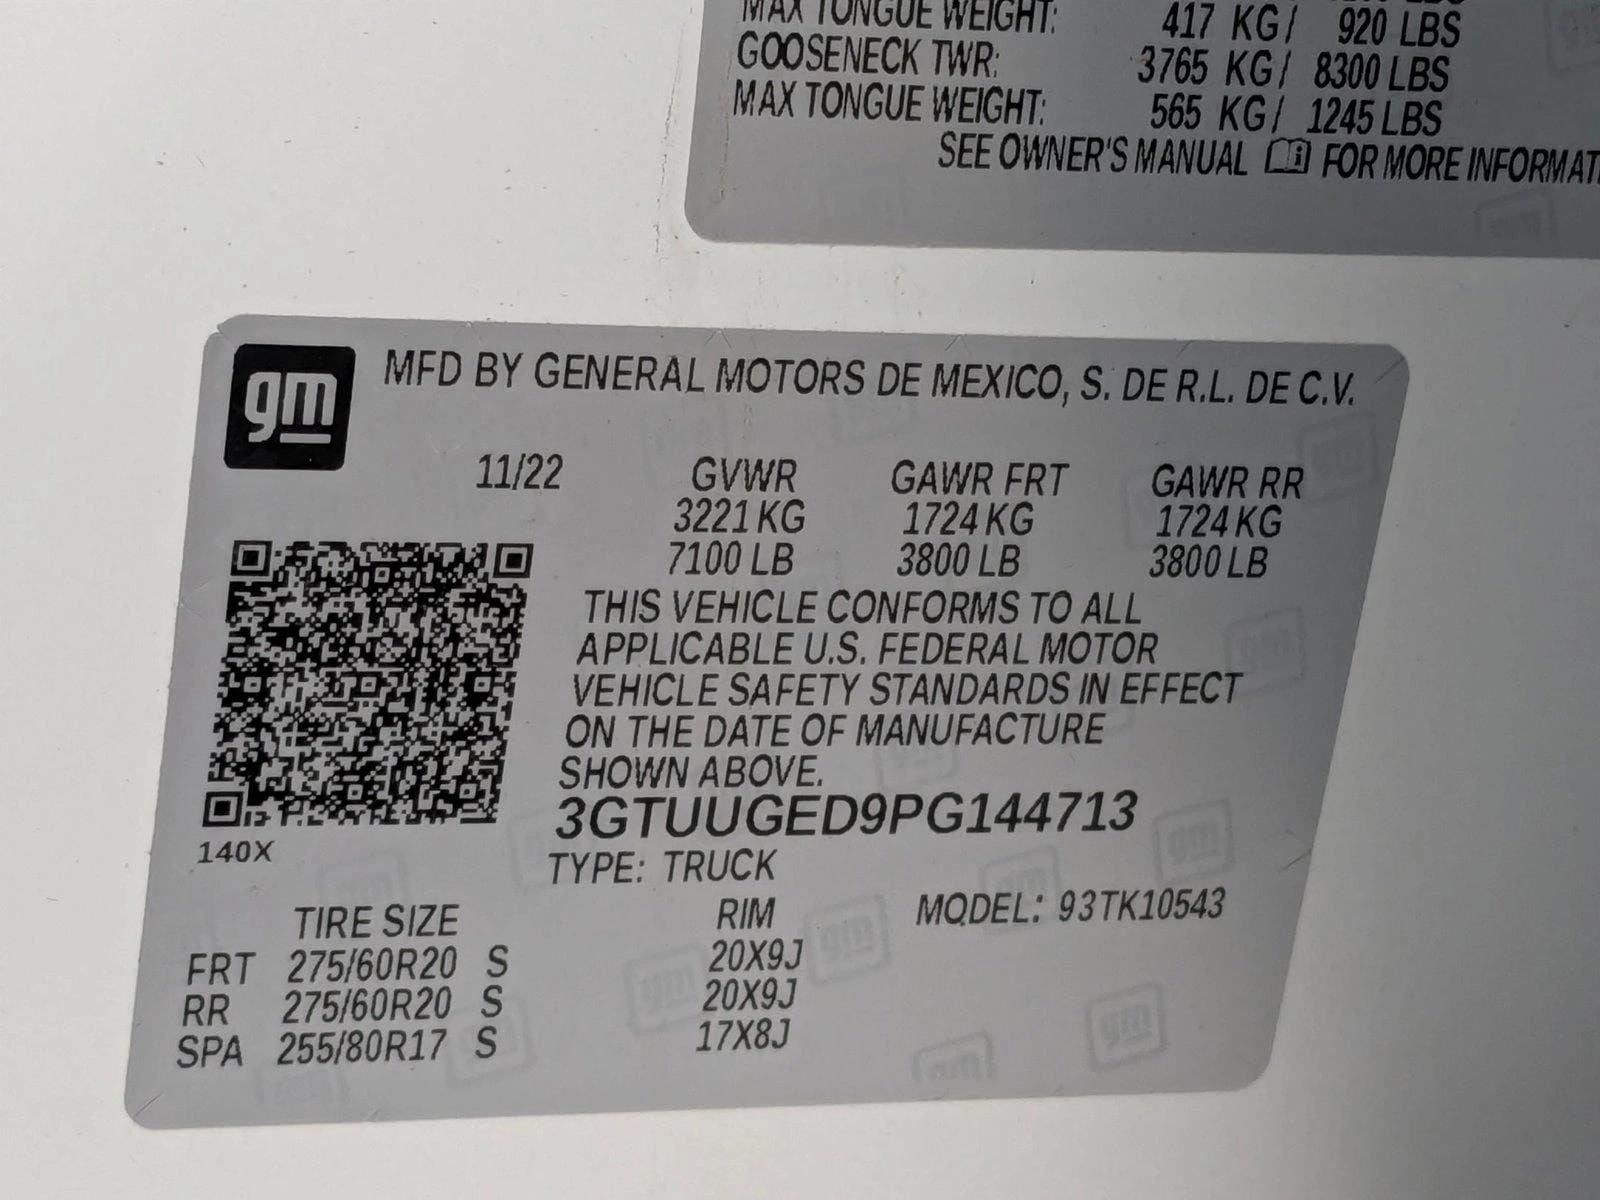 MAX TONGUE WEIGHT: 417 KG/ 920 LBS
GOOSENECK TWR: 3765 KG/ 8300 LBS
MAX TONGUE WEIGHT: 565 KG/ 1245 LBS
SEE OWNER'S MANUAL FOR MORE INFORMAT
gm
MFD BY GENERAL MOTORS DE MEXICO, S. DE R.L. DE C.V.
11/22 GVWR GAWR FRT GAWR RR
3221 KG 1724 KG 1724 KG
7100 LB 3800 LB 3800 LB
THIS VEHICLE CONFORMS TO ALL
APPLICABLE U.S. FEDERAL MOTOR
VEHICLE SAFETY STANDARDS IN EFFECT
ON THE DATE OF MANUFACTURE
SHOWN ABOVE.
3GTUUGED9PG144713
140X
TYPE: TRUCK
TIRE SIZE RIM MODEL: 93TK10543
FRT 275/60R20 S 20X9J
RR 275/60R20 S 20X9J
SPA 255/80R17 S 17X8J